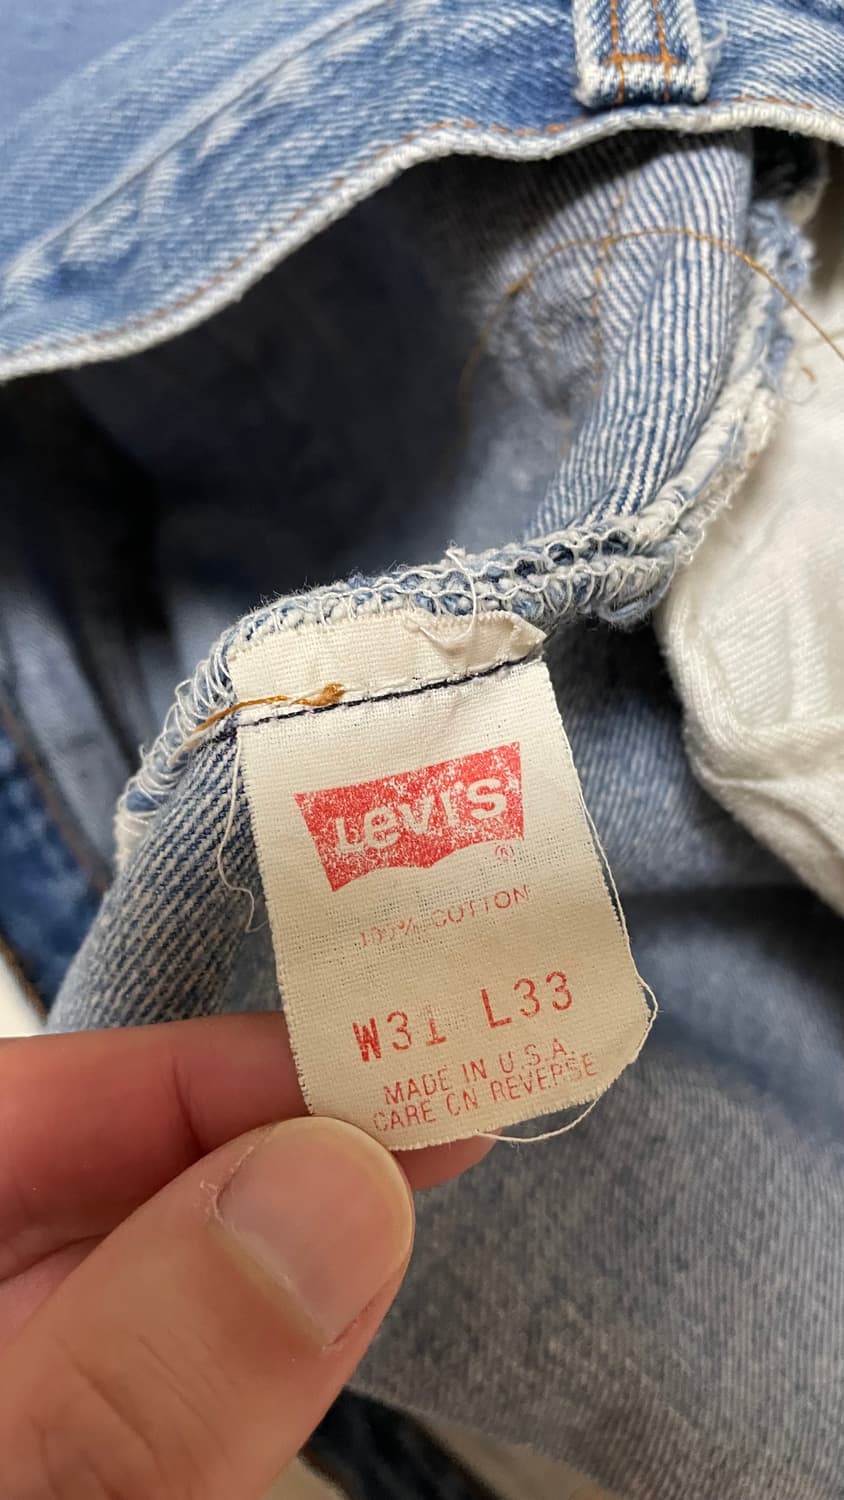 Levi's
®
100% COTTON
W31 L33
MADE IN U.S.A.
CARE ON REVERSE